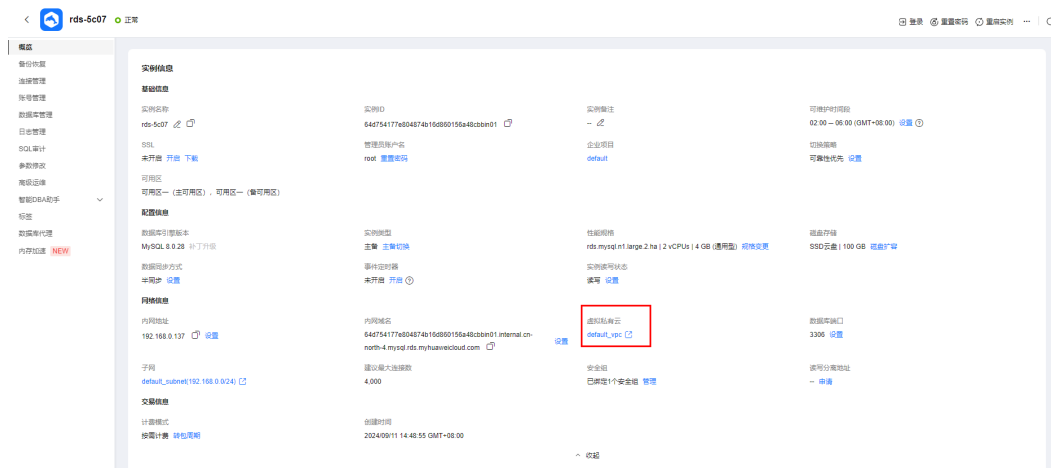 rds-5c07 正常
登录 重置密码 重启实例 ...
概览
备份恢复
连接管理
账号管理
数据库管理
日志管理
SQL审计
参数修改
高级运维
智能DBA助手
标签
数据库代理
内存加速 NEW
实例信息
基础信息
实例名称 实例ID 实例备注 可维护时间段
rds-5c07 64d754177e804874b16d860156a48cbbin01 -- 02:00 – 06:00 (GMT+08:00) 设置
SSL 管理员账户名 企业项目 切换策略
未开启 开启 下载 root 重置密码 default 可靠性优先 设置
可用区
可用区一（主可用区）, 可用区一（备可用区）
配置信息
数据库引擎版本 实例类型 性能规格 磁盘存储
MySQL 8.0.28 补丁升级 主备 主备切换 rds.mysql.n1.large.2.ha | 2 vCPUs | 4 GB (通用型) 规格变更 SSD云盘 | 100 GB 磁盘扩容
数据同步方式 事件定时器 实例读写状态
半同步 设置 未开启 开启 读写 设置
网络信息
内网地址 内网域名 虚拟私有云 数据库端口
192.168.0.137 设置 64d754177e804874b16d860156a48cbbin01.internal.cn-north-4.mysql.rds.myhuaweicloud.com 设置 default_vpc 3306 设置
子网 建议最大连接数 安全组 读写分离地址
default_subnet(192.168.0.0/24) 4,000 已绑定1个安全组 管理 -- 申请
交易信息
计费模式 创建时间
按需计费 转包周期 2024/09/11 14:48:55 GMT+08:00
收起